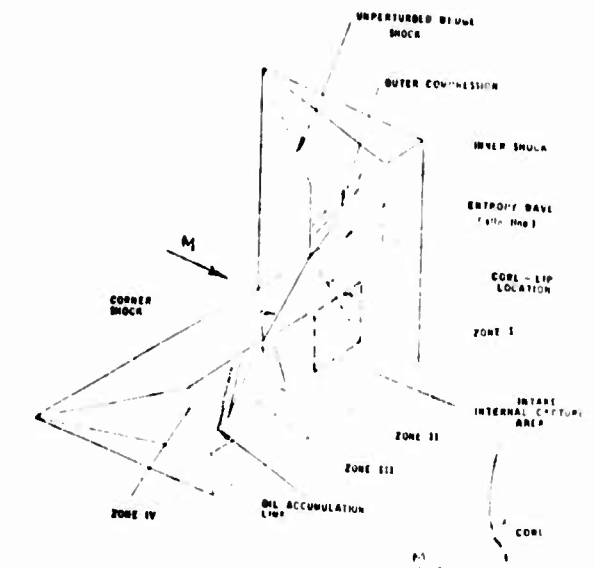 UNPERTURBED WEDGE
SHOCK
OUTER COMPRESSION
INNER SHOCK
ENTROPY WAVE
M
COWL - LIP
LOCATION
CORNER
SHOCK
ZONE I
INTAKE
INTERNAL CAPTURE
AREA
ZONE II
ZONE III
OIL ACCUMULATION
LINE
ZONE IV
COWL